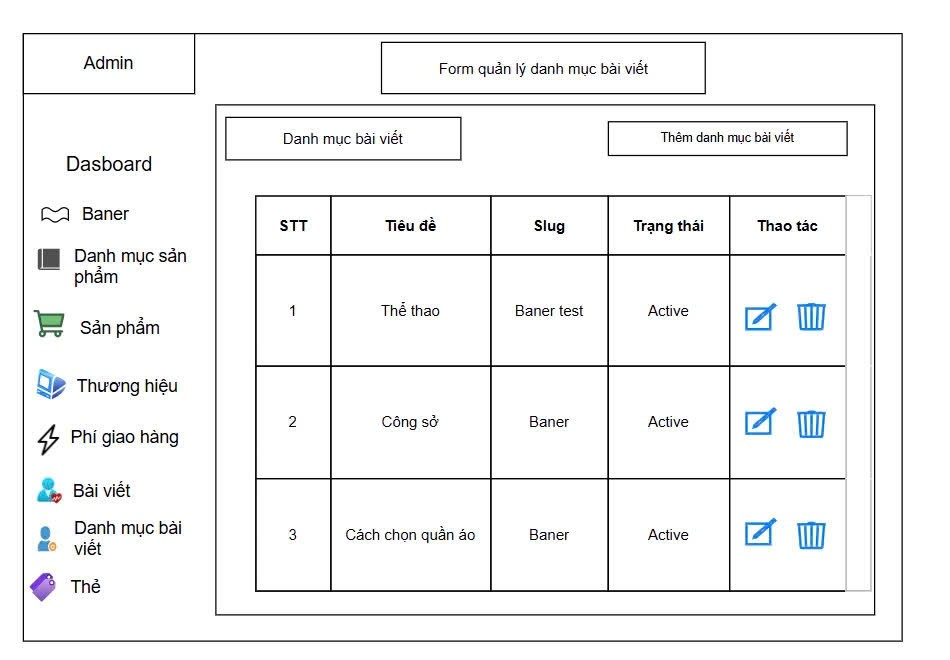 Admin
Form quản lý danh mục bài viết
Danh mục bài viết
Thêm danh mục bài viết
Dasboard
Baner
Danh mục sản
phẩm
Sản phẩm
Thương hiệu
Phí giao hàng
Bài viết
Danh mục bài
viết
Thẻ
STT Tiêu đề Slug Trạng thái Thao tác
1 Thể thao Baner test Active
2 Công sở Baner Active
3 Cách chọn quần áo Baner Active